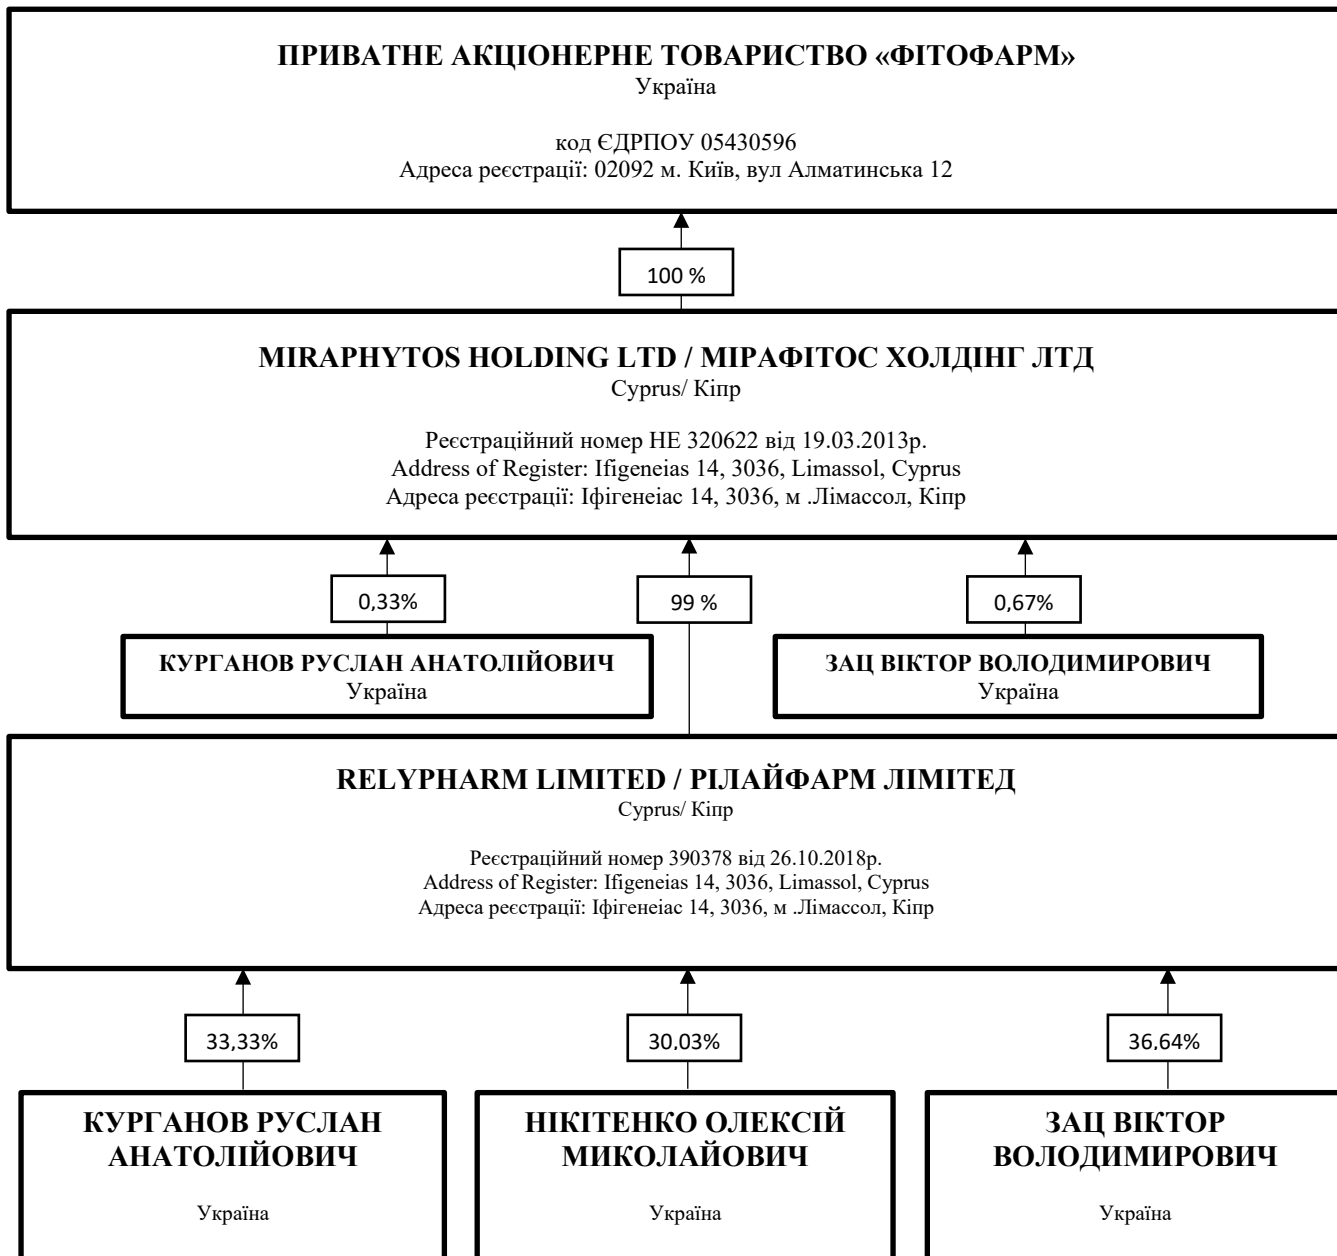 ПРИВАТНЕ АКЦІОНЕРНЕ ТОВАРИСТВО «ФІТОФАРМ»
Україна
код ЄДРПОУ 05430596
Адреса реєстрації: 02092 м. Київ, вул Алматинська 12
100 %
MIRAPHYTOS HOLDING LTD / МІРАФІТОС ХОЛДІНГ ЛТД
Cyprus/ Кіпр
Реєстраційний номер НЕ 320622 від 19.03.2013р.
Address of Register: Ifigeneias 14, 3036, Limassol, Cyprus
Адреса реєстрації: Іфігенеіас 14, 3036, м .Лімассол, Кіпр
0,33%
99 %
0,67%
КУРГАНОВ РУСЛАН АНАТОЛІЙОВИЧ
Україна
ЗАЦ ВІКТОР ВОЛОДИМИРОВИЧ
Україна
RELYPHARM LIMITED / РІЛАЙФАРМ ЛІМІТЕД
Cyprus/ Кіпр
Реєстраційний номер 390378 від 26.10.2018р.
Address of Register: Ifigeneias 14, 3036, Limassol, Cyprus
Адреса реєстрації: Іфігенеіас 14, 3036, м .Лімассол, Кіпр
33,33%
30,03%
36,64%
КУРГАНОВ РУСЛАН
АНАТОЛІЙОВИЧ
Україна
НІКІТЕНКО ОЛЕКСІЙ
МИКОЛАЙОВИЧ
Україна
ЗАЦ ВІКТОР
ВОЛОДИМИРОВИЧ
Україна